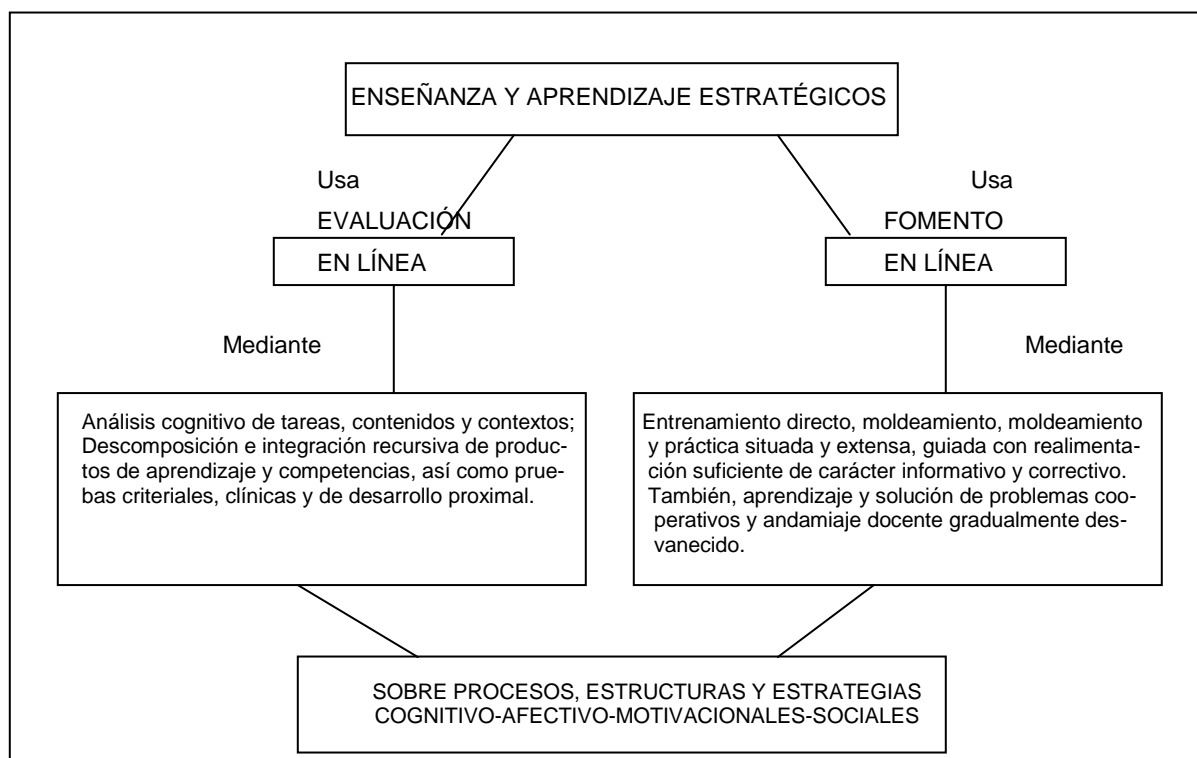 ENSEÑANZA Y APRENDIZAJE ESTRATÉGICOS
Usa
EVALUACIÓN
EN LÍNEA
Usa
FOMENTO
EN LÍNEA
Mediante
Mediante
Análisis cognitivo de tareas, contenidos y contextos;
Descomposición e integración recursiva de produc-
tos de aprendizaje y competencias, así como prue-
bas criteriales, clínicas y de desarrollo proximal.
Entrenamiento directo, moldeamiento, moldeamiento
y práctica situada y extensa, guiada con realimenta-
ción suficiente de carácter informativo y correctivo.
También, aprendizaje y solución de problemas coo-
perativos y andamiaje docente gradualmente des-
vanecido.
SOBRE PROCESOS, ESTRUCTURAS Y ESTRATEGIAS
COGNITIVO-AFECTIVO-MOTIVACIONALES-SOCIALES